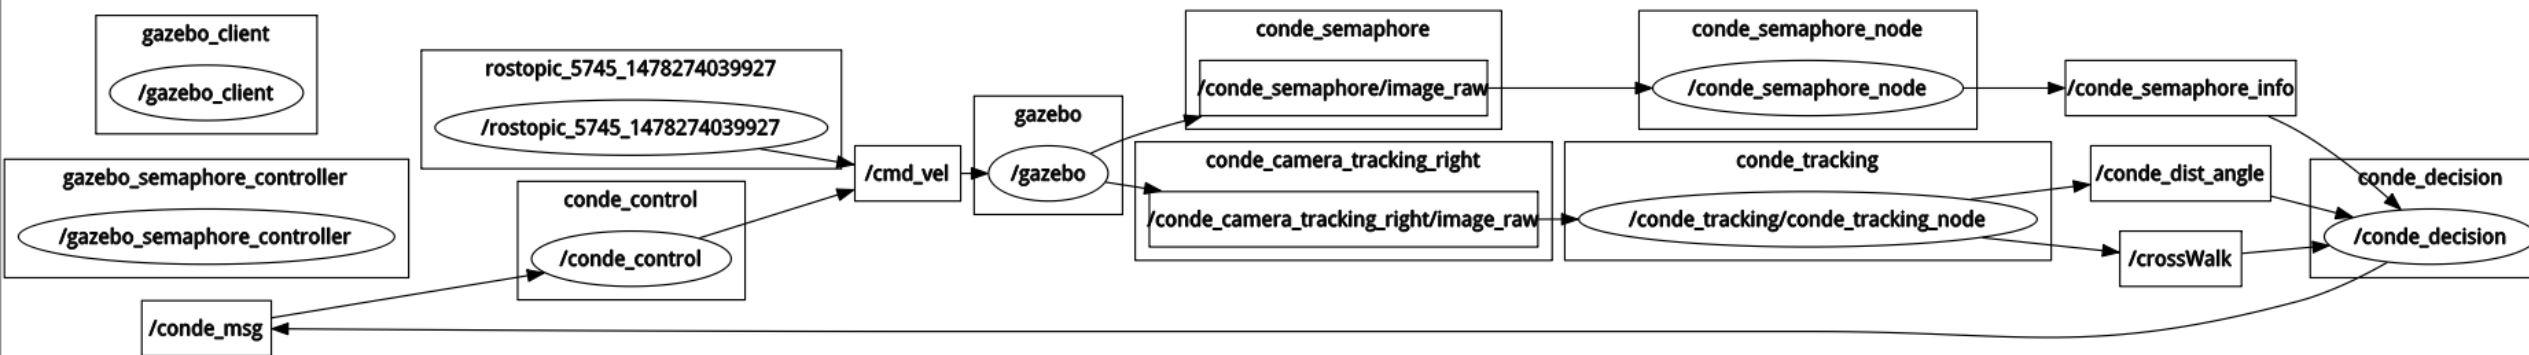 gazebo_client
/gazebo_client
gazebo_semaphore_controller
/gazebo_semaphore_controller
/conde_msg
rostopic_5745_1478274039927
/rostopic_5745_1478274039927
conde_control
/conde_control
/cmd_vel
gazebo
/gazebo
conde_semaphore
/conde_semaphore/image_raw
conde_camera_tracking_right
/conde_camera_tracking_right/image_raw
conde_semaphore_node
/conde_semaphore_node
conde_tracking
/conde_tracking/conde_tracking_node
/conde_semaphore_info
/conde_dist_angle
/crossWalk
conde_decision
/conde_decision